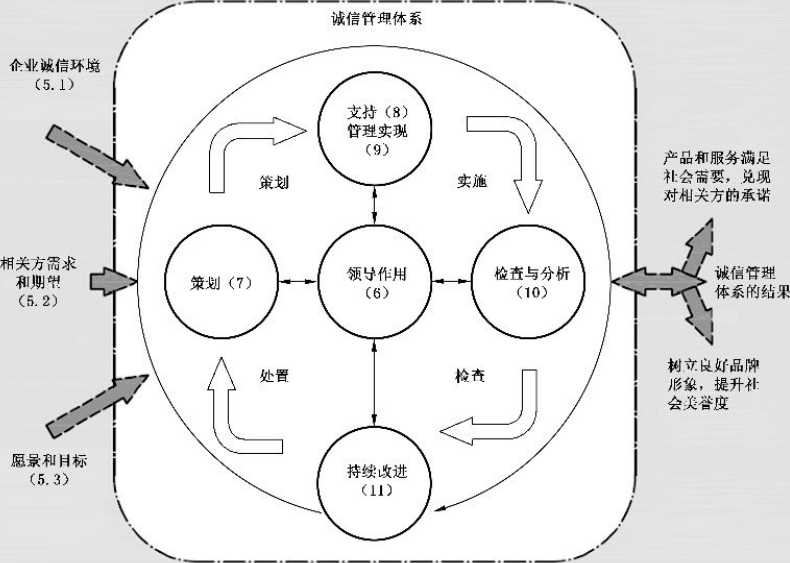 诚信管理体系
企业诚信环境
（5.1）
支持（8）
管理实现
（9）
策划
实施
产品和服务满足
社会需要，兑现
对相关方的承诺
相关方需求
和期望
（5.2）
策划（7）
领导作用
（6）
检查与分析
（10）
诚信管理
体系的结果
处置
检查
树立良好品牌
形象，提升社
会美誉度
愿景和目标
（5.3）
持续改进
（11）